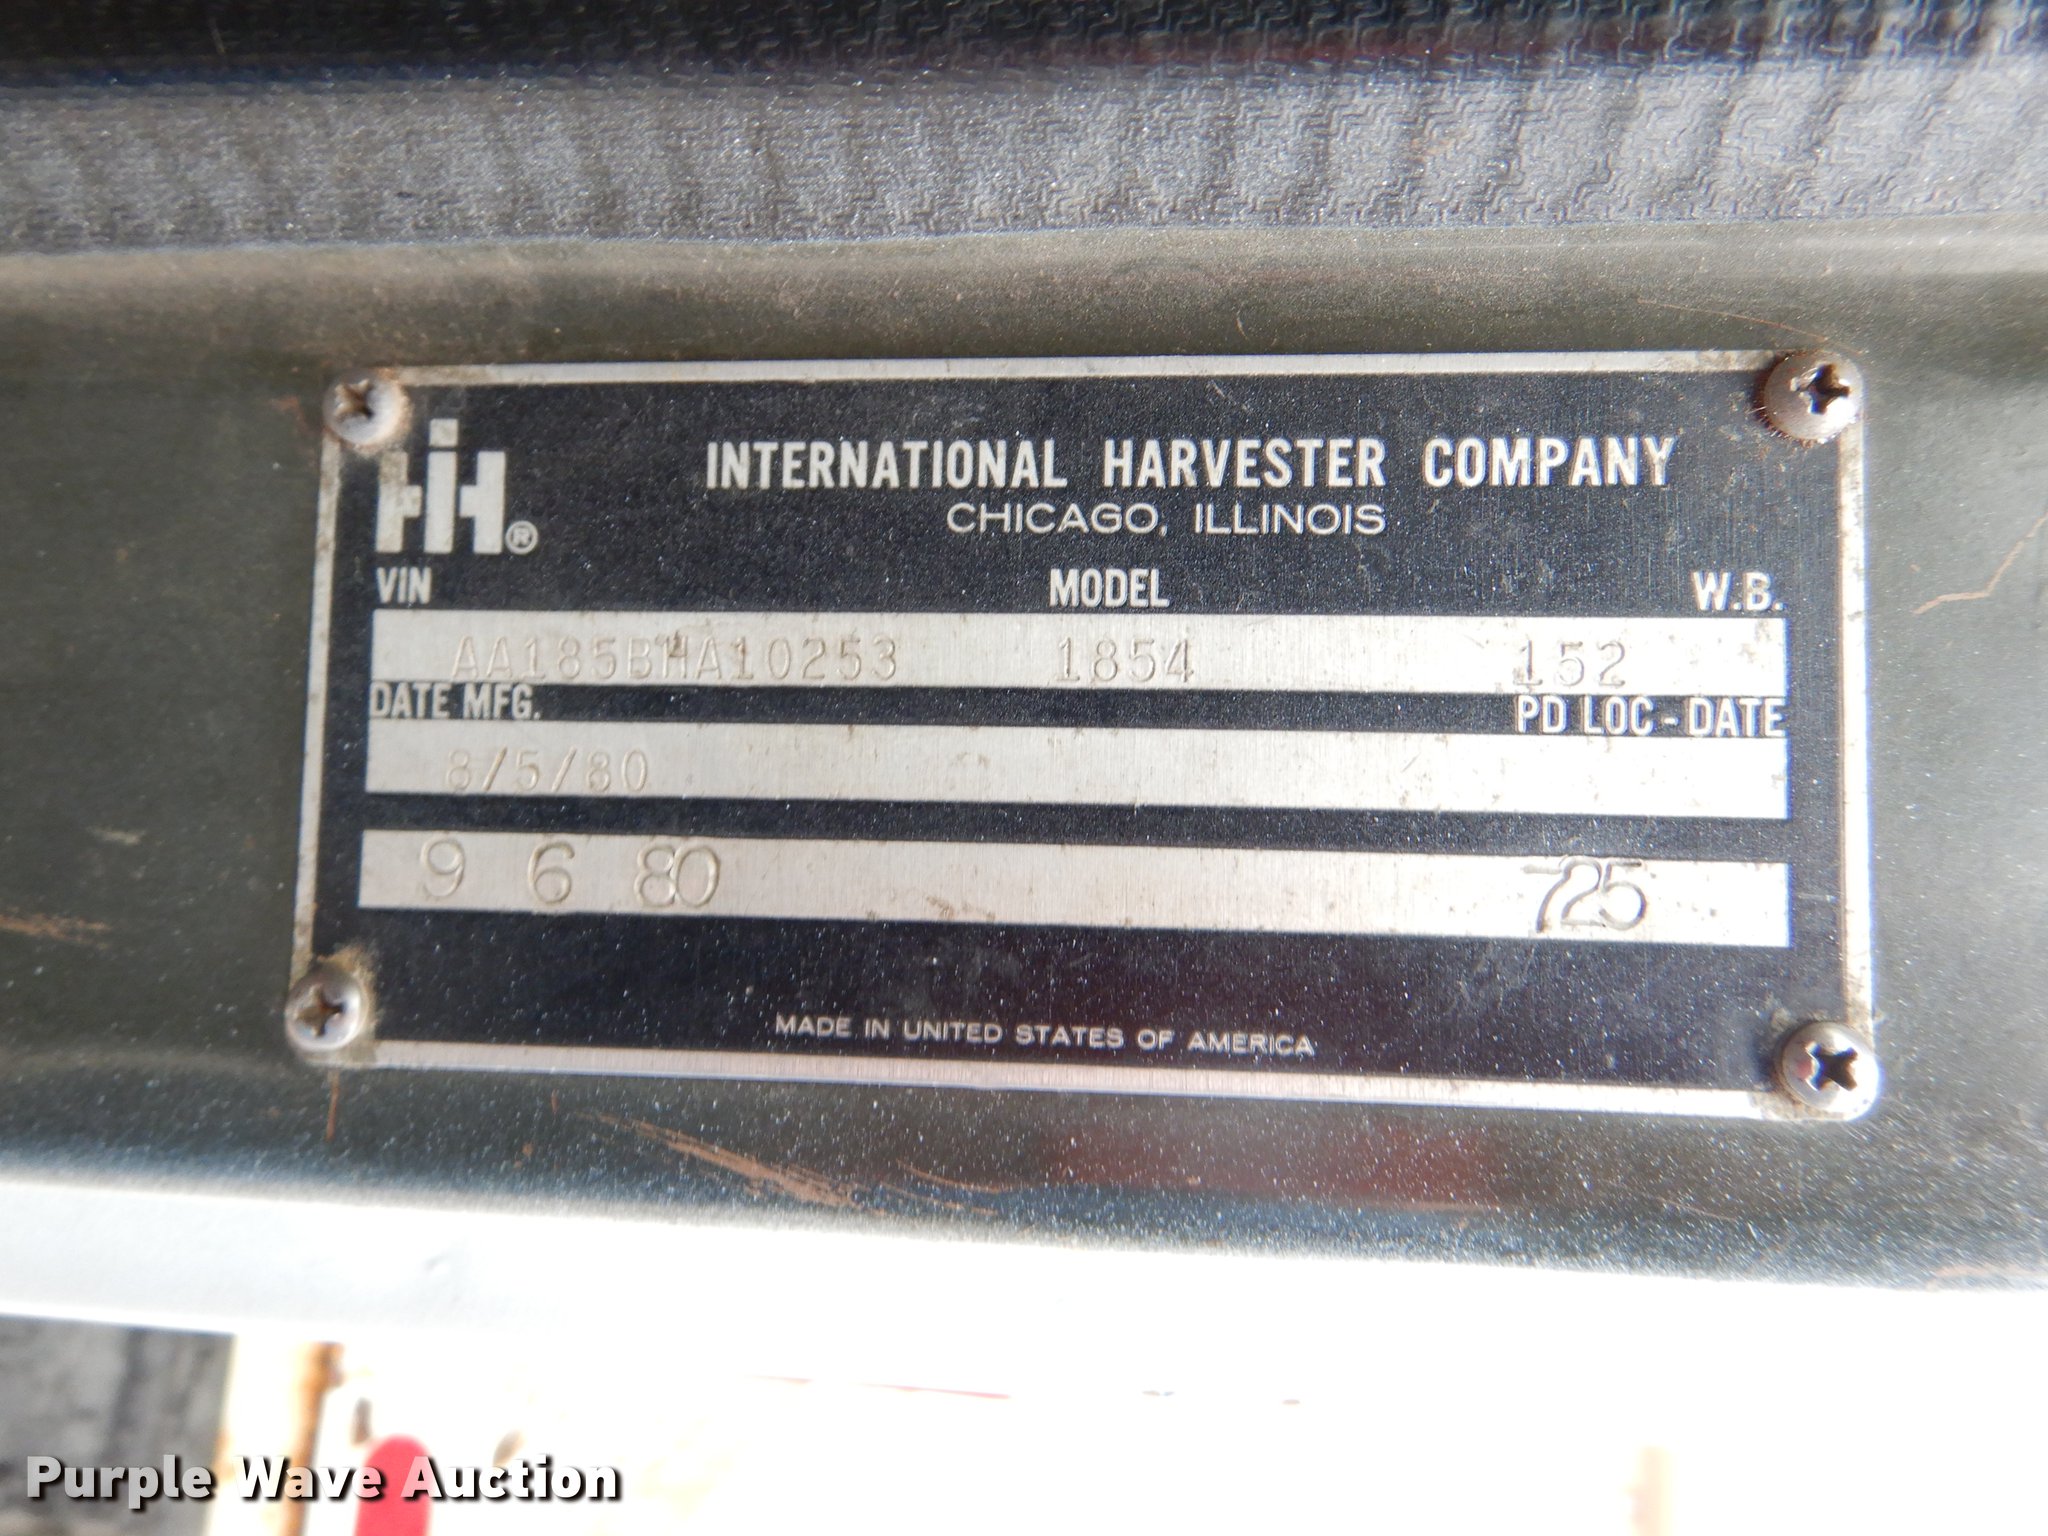 IH®
INTERNATIONAL HARVESTER COMPANY
CHICAGO, ILLINOIS
VIN MODEL W.B.
AA185BHA10253 1854 152
DATE MFG. PD LOC - DATE
8/5/80
9 6 80 725
MADE IN UNITED STATES OF AMERICA
Purple Wave Auction